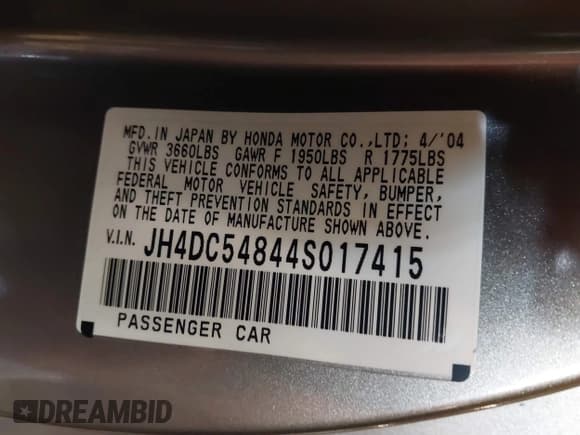 MFD. IN JAPAN BY HONDA MOTOR CO.,LTD; 4/'04
GVWR 3660LBS GAWR F 1950LBS R 1775LBS
THIS VEHICLE CONFORMS TO ALL APPLICABLE
FEDERAL MOTOR VEHICLE SAFETY, BUMPER,
AND THEFT PREVENTION STANDARDS IN EFFECT
ON THE DATE OF MANUFACTURE SHOWN ABOVE.
V.I.N. JH4DC54844S017415
PASSENGER CAR
DREAMBID